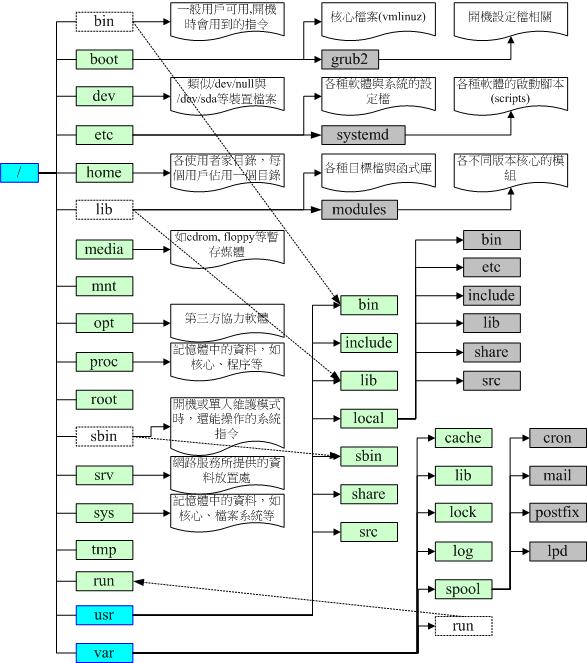 /
bin
一般用戶可用,開機
時會用到的指令
核心檔案(vmlinuz)
開機設定檔相關
boot
grub2
dev
類似/dev/null與
/dev/sda等裝置檔案
各種軟體與系統的設
定檔
各種軟體的啟動腳本
(scripts)
etc
systemd
home
各使用者家目錄，每
個用戶佔用一個目錄
各種目標檔與函式庫
各不同版本核心的模
組
lib
modules
media
如cdrom, floppy等暫
存媒體
mnt
opt
第三方協力軟體
proc
記憶體中的資料，如
核心、程序等
root
sbin
開機或單人維護模式
時，還能操作的系統
指令
srv
網路服務所提供的資
料放置處
sys
記憶體中的資料，如
核心、檔案系統等
tmp
run
usr
var
bin
include
lib
local
sbin
share
src
bin
etc
include
lib
share
src
cache
lib
lock
log
spool
run
cron
mail
postfix
lpd